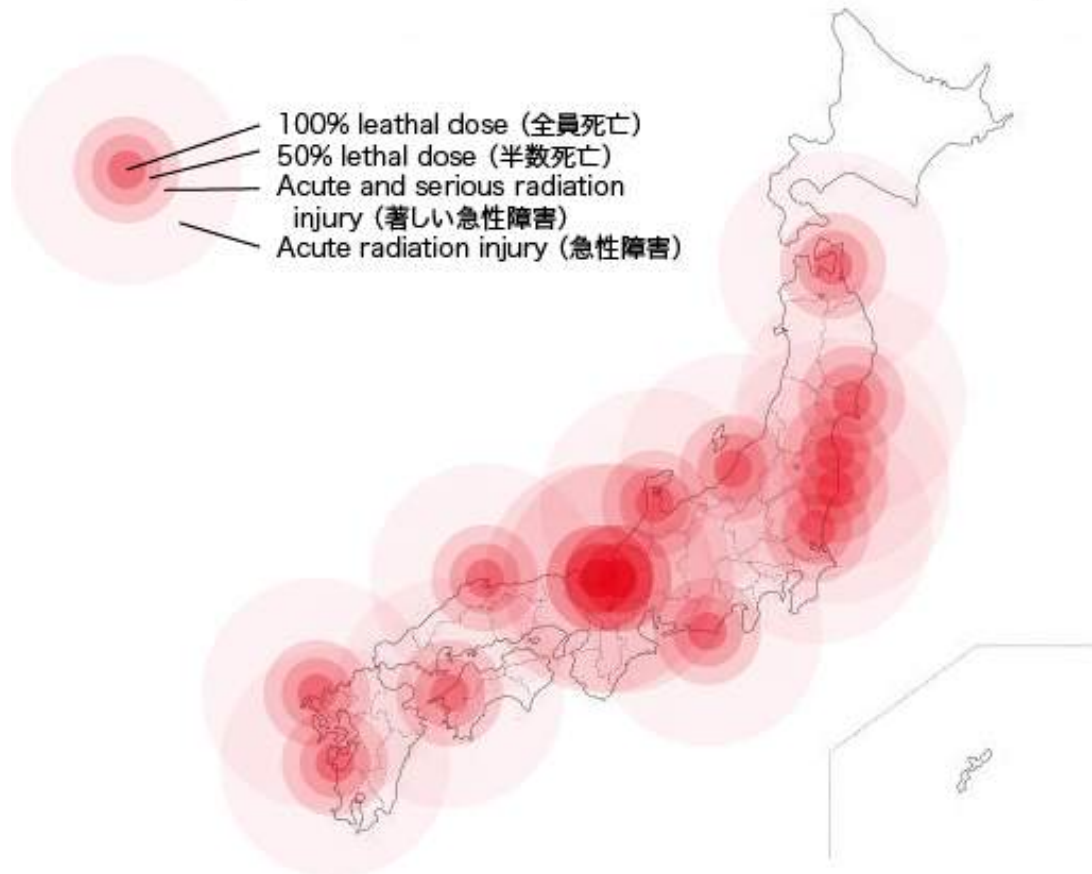 100% leathal dose (全員死亡)
50% lethal dose (半数死亡)
Acute and serious radiation
injury (著しい急性障害)
Acute radiation injury (急性障害)